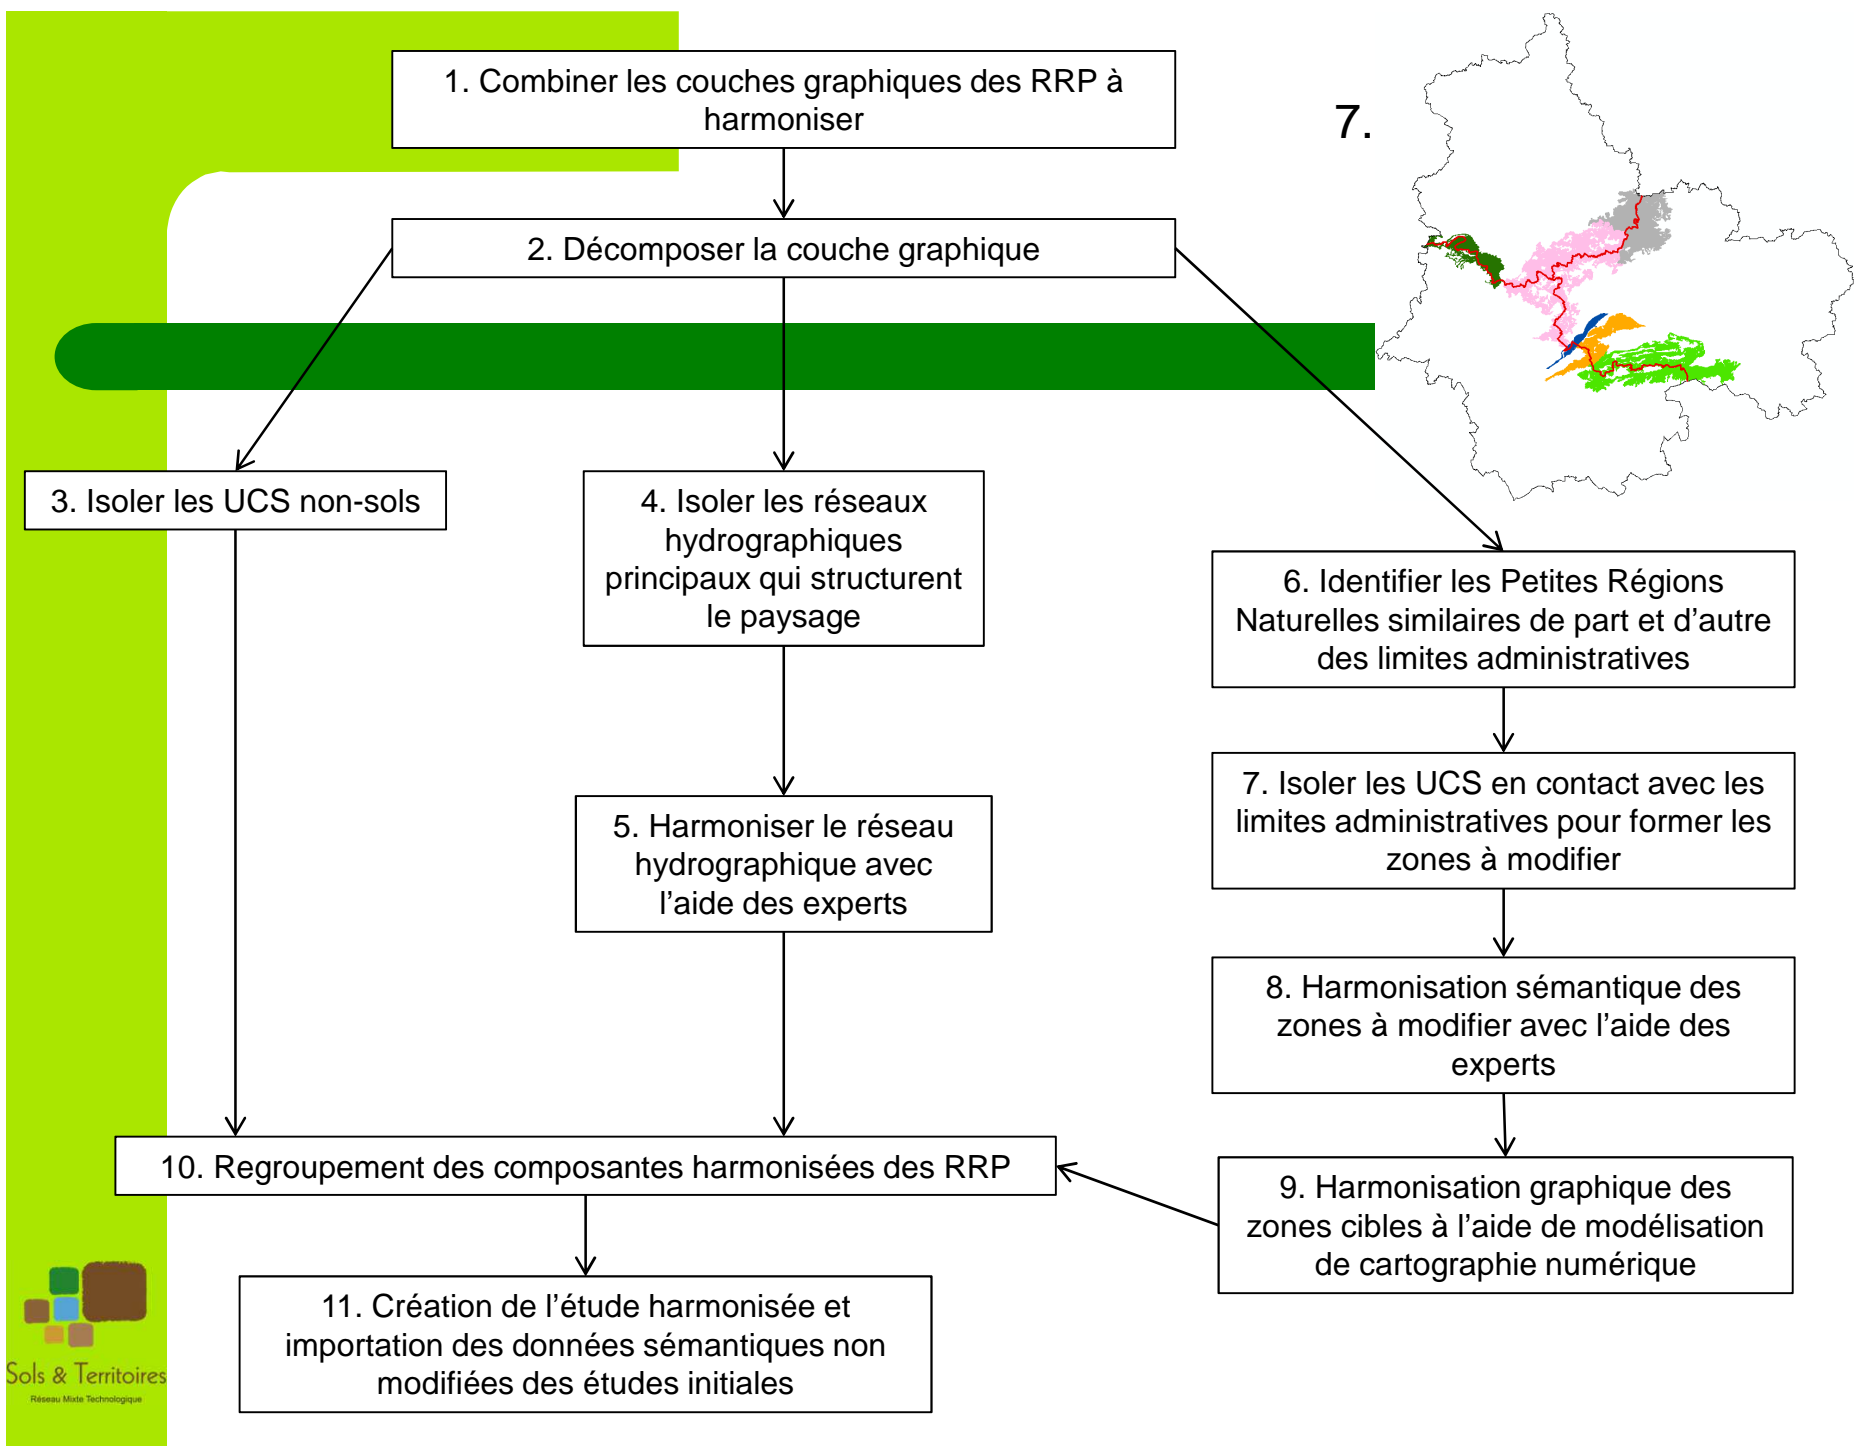 1. Combiner les couches graphiques des RRP à
harmoniser
7.
2. Décomposer la couche graphique
3. Isoler les UCS non-sols
4. Isoler les réseaux
hydrographiques
principaux qui structurent
le paysage
6. Identifier les Petites Régions
Naturelles similaires de part et d’autre
des limites administratives
7. Isoler les UCS en contact avec les
limites administratives pour former les
zones à modifier
5. Harmoniser le réseau
hydrographique avec
l’aide des experts
8. Harmonisation sémantique des
zones à modifier avec l’aide des
experts
10. Regroupement des composantes harmonisées des RRP
9. Harmonisation graphique des
zones cibles à l’aide de modélisation
de cartographie numérique
11. Création de l’étude harmonisée et
importation des données sémantiques non
modifiées des études initiales
Sols & Territoires
Réseau Mixte Technologique